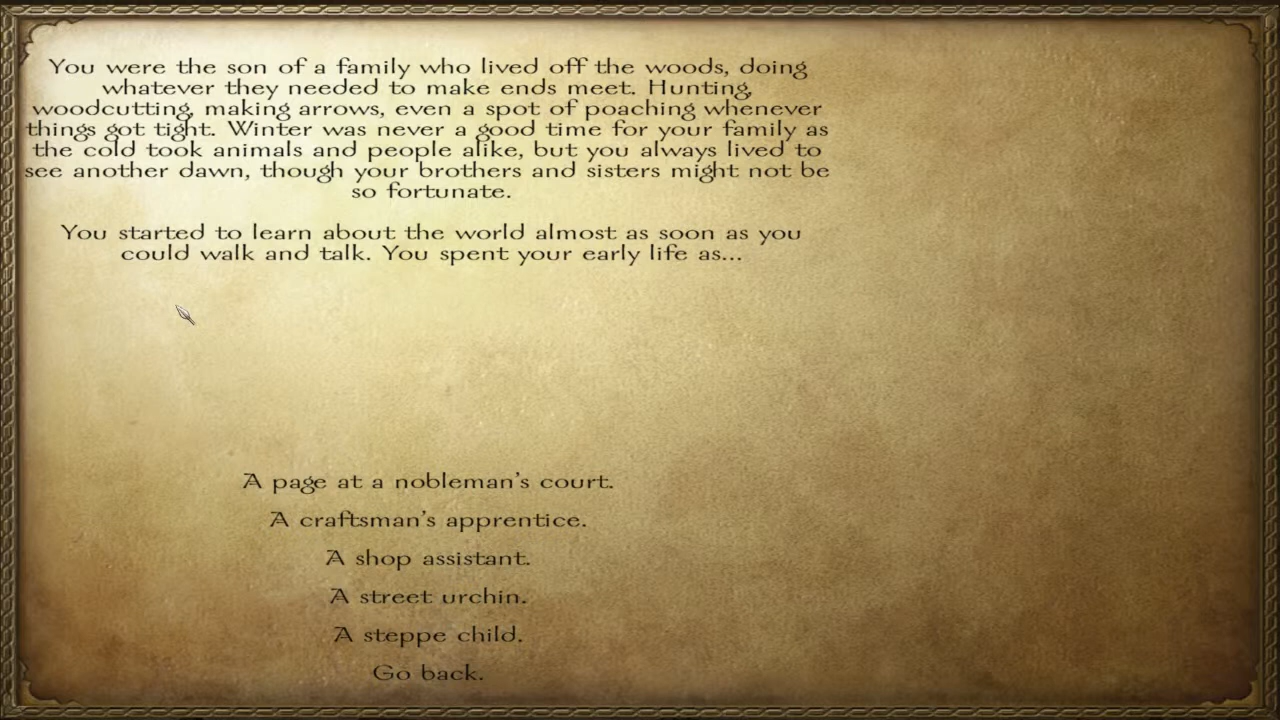 You were the son of a family who lived off the woods, doing
whatever they needed to make ends meet. Hunting,
woodcutting, making arrows, even a spot of poaching whenever
things got tight. Winter was never a good time for your family as
the cold took animals and people alike, but you always lived to
see another dawn, though your brothers and sisters might not be
so fortunate.
You started to learn about the world almost as soon as you
could walk and talk. You spent your early life as...
A page at a nobleman's court.
A craftsman's apprentice.
A shop assistant.
A street urchin.
A steppe child.
Go back.